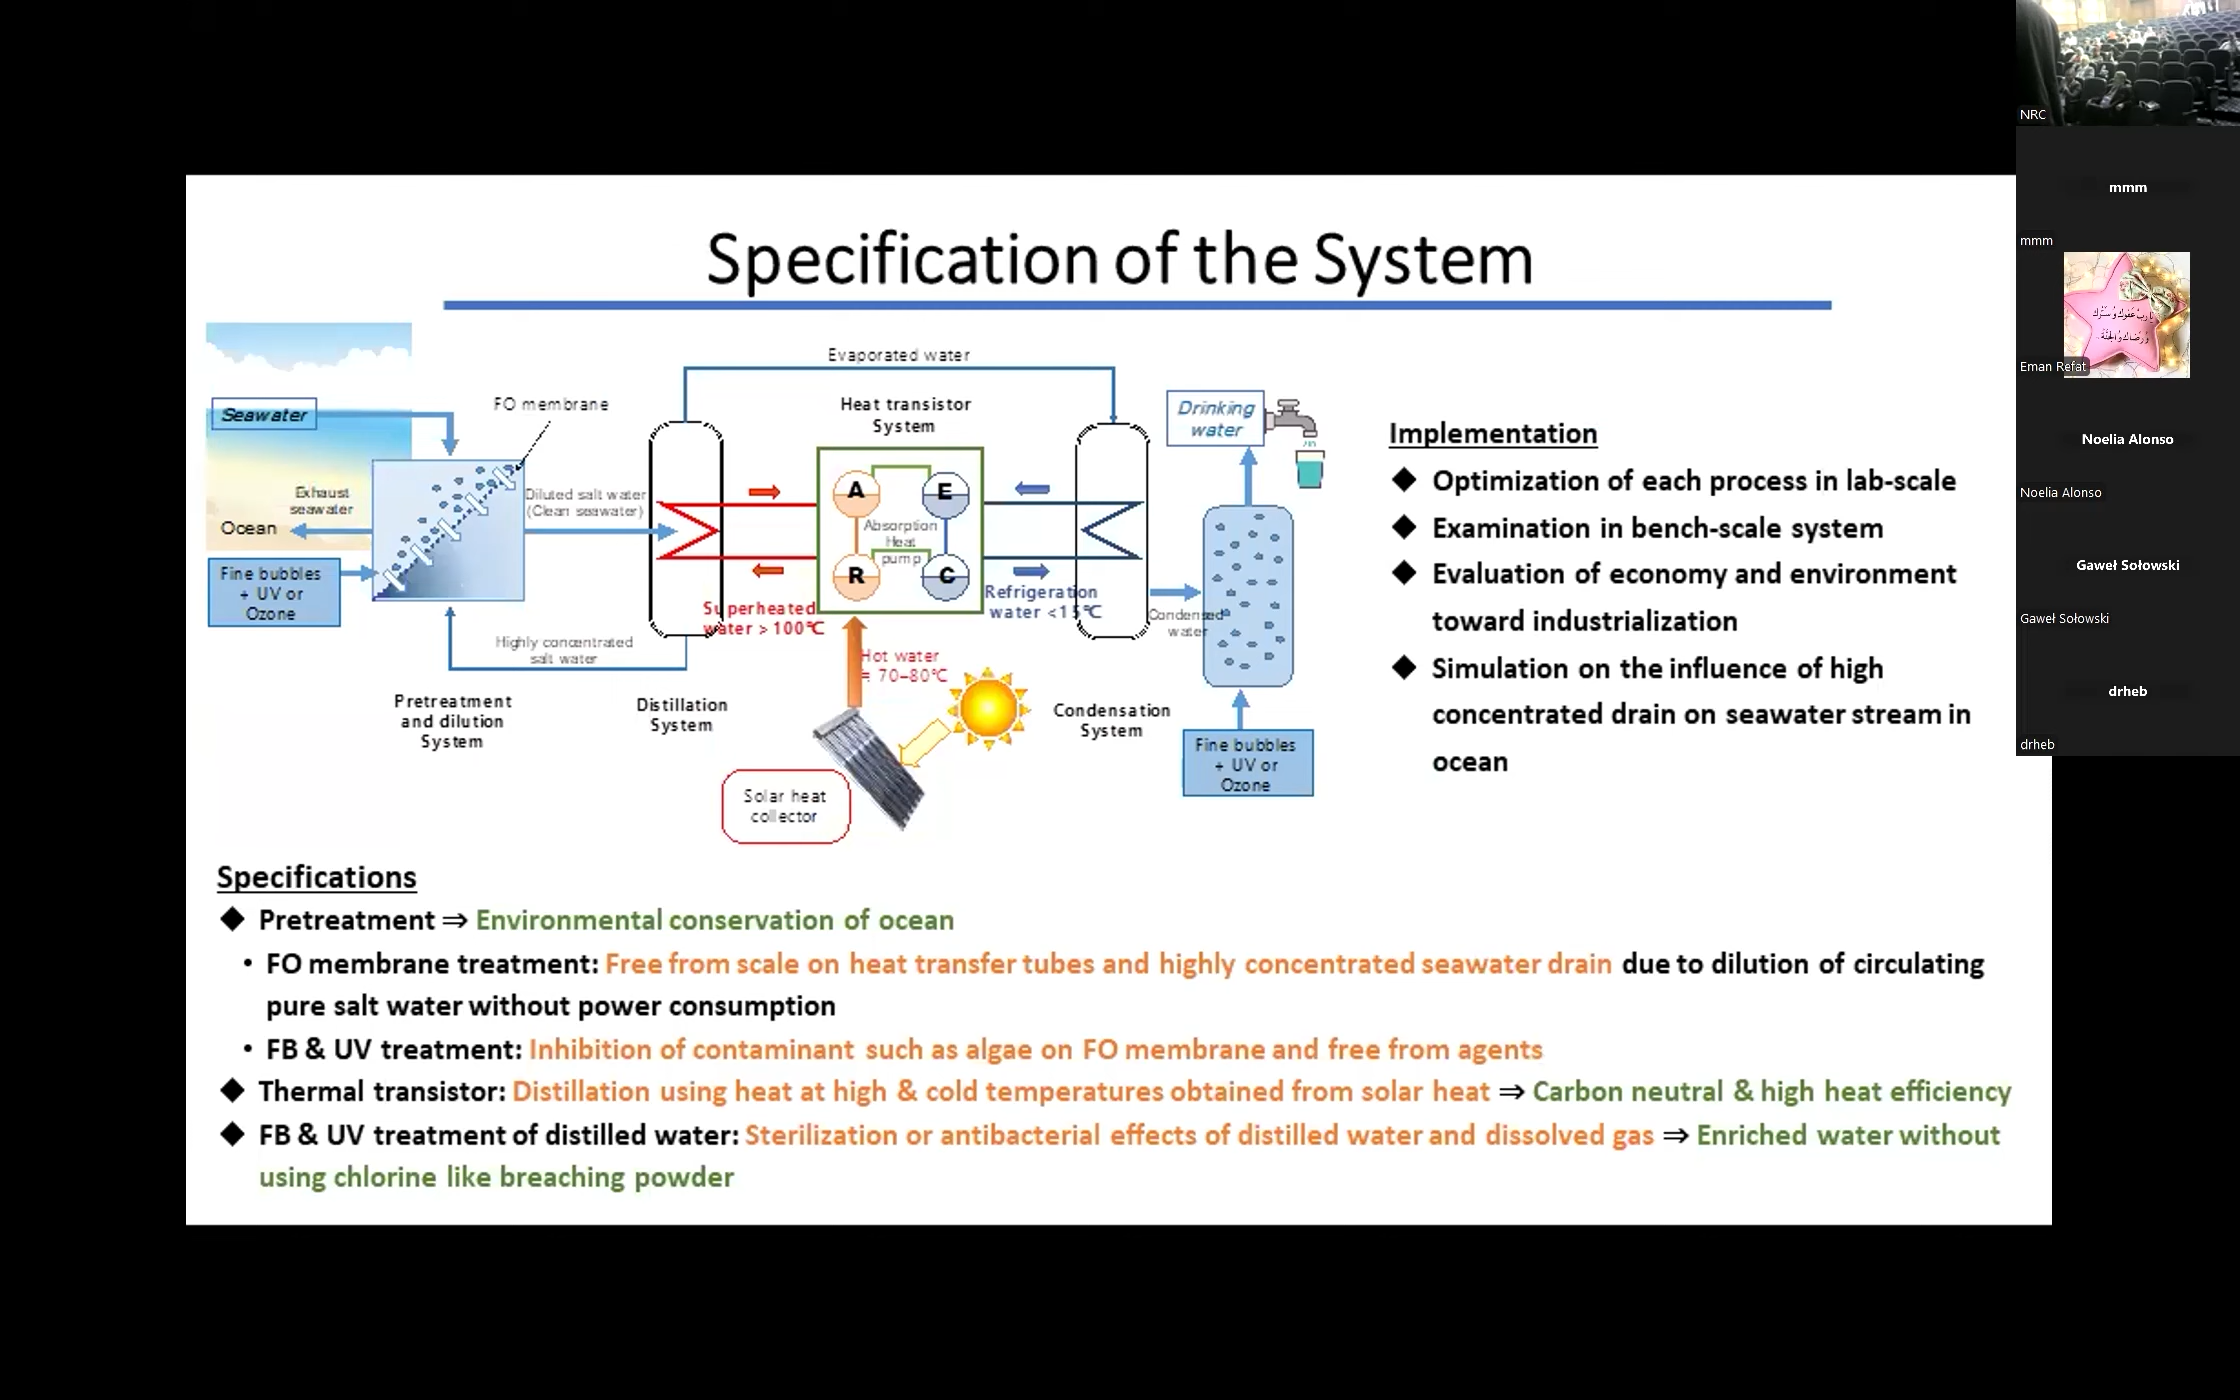 Specification of the System
Seawater
FO membrane
Evaporated water
Heat transistor
System
Drinking
water
Exhaust
seawater
Ocean
Diluted salt water
(Clean seawater)
Fine bubbles
+ UV or
Ozone
A
E
Absorption
Heat
pump
R
C
Superheated
water > 100℃
Refrigeration
water <15℃
Condensed
water
Highly concentrated
salt water
Hot water
≒ 70–80℃
Pretreatment
and dilution
System
Distillation
System
Condensation
System
Solar heat
collector
Fine bubbles
+ UV or
Ozone
Implementation
◆ Optimization of each process in lab-scale
◆ Examination in bench-scale system
◆ Evaluation of economy and environment
toward industrialization
◆ Simulation on the influence of high
concentrated drain on seawater stream in
ocean
Specifications
◆ Pretreatment ⇒ Environmental conservation of ocean
• FO membrane treatment: Free from scale on heat transfer tubes and highly concentrated seawater drain due to dilution of circulating
pure salt water without power consumption
• FB & UV treatment: Inhibition of contaminant such as algae on FO membrane and free from agents
◆ Thermal transistor: Distillation using heat at high & cold temperatures obtained from solar heat ⇒ Carbon neutral & high heat efficiency
◆ FB & UV treatment of distilled water: Sterilization or antibacterial effects of distilled water and dissolved gas ⇒ Enriched water without
using chlorine like breaching powder
NRC
mmm
mmm
يا رب عفوك وسترك
ورضاك والجنة
Eman Refat
Noelia Alonso
Noelia Alonso
Gaweł Sołowski
Gaweł Sołowski
drheb
drheb